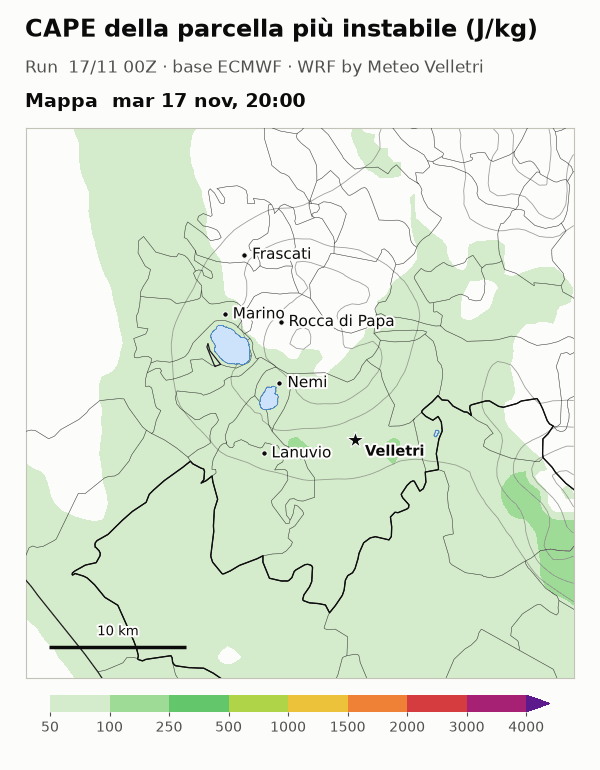 CAPE della parcella più instabile (J/kg)
Run  17/11 00Z · base ECMWF · WRF by Meteo Velletri
Mappa  mar 17 nov, 20:00
Frascati
Marino
Rocca di Papa
Nemi
Velletri
Lanuvio
10 km
50 100 250 500 1000 1500 2000 3000 4000